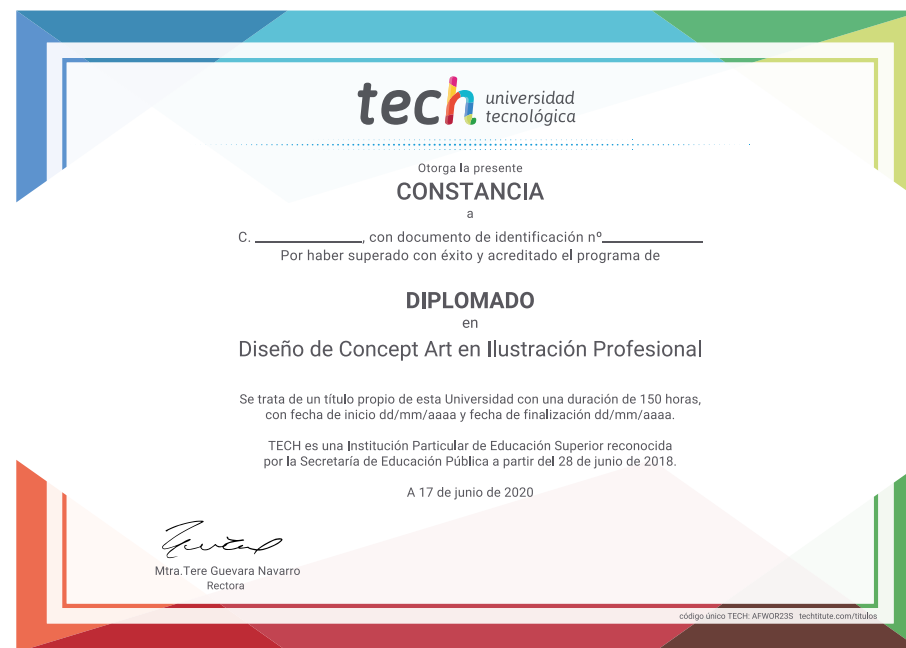 tech universidad
tecnológica
Otorga la presente
CONSTANCIA
a
C. ______________, con documento de identificación nº_____________
Por haber superado con éxito y acreditado el programa de
DIPLOMADO
en
Diseño de Concept Art en Ilustración Profesional
Se trata de un título propio de esta Universidad con una duración de 150 horas,
con fecha de inicio dd/mm/aaaa y fecha de finalización dd/mm/aaaa.
TECH es una Institución Particular de Educación Superior reconocida
por la Secretaría de Educación Pública a partir del 28 de junio de 2018.
A 17 de junio de 2020
Mtra.Tere Guevara Navarro
Rectora
código único TECH: AFWOR23S techtitute.com/titulos